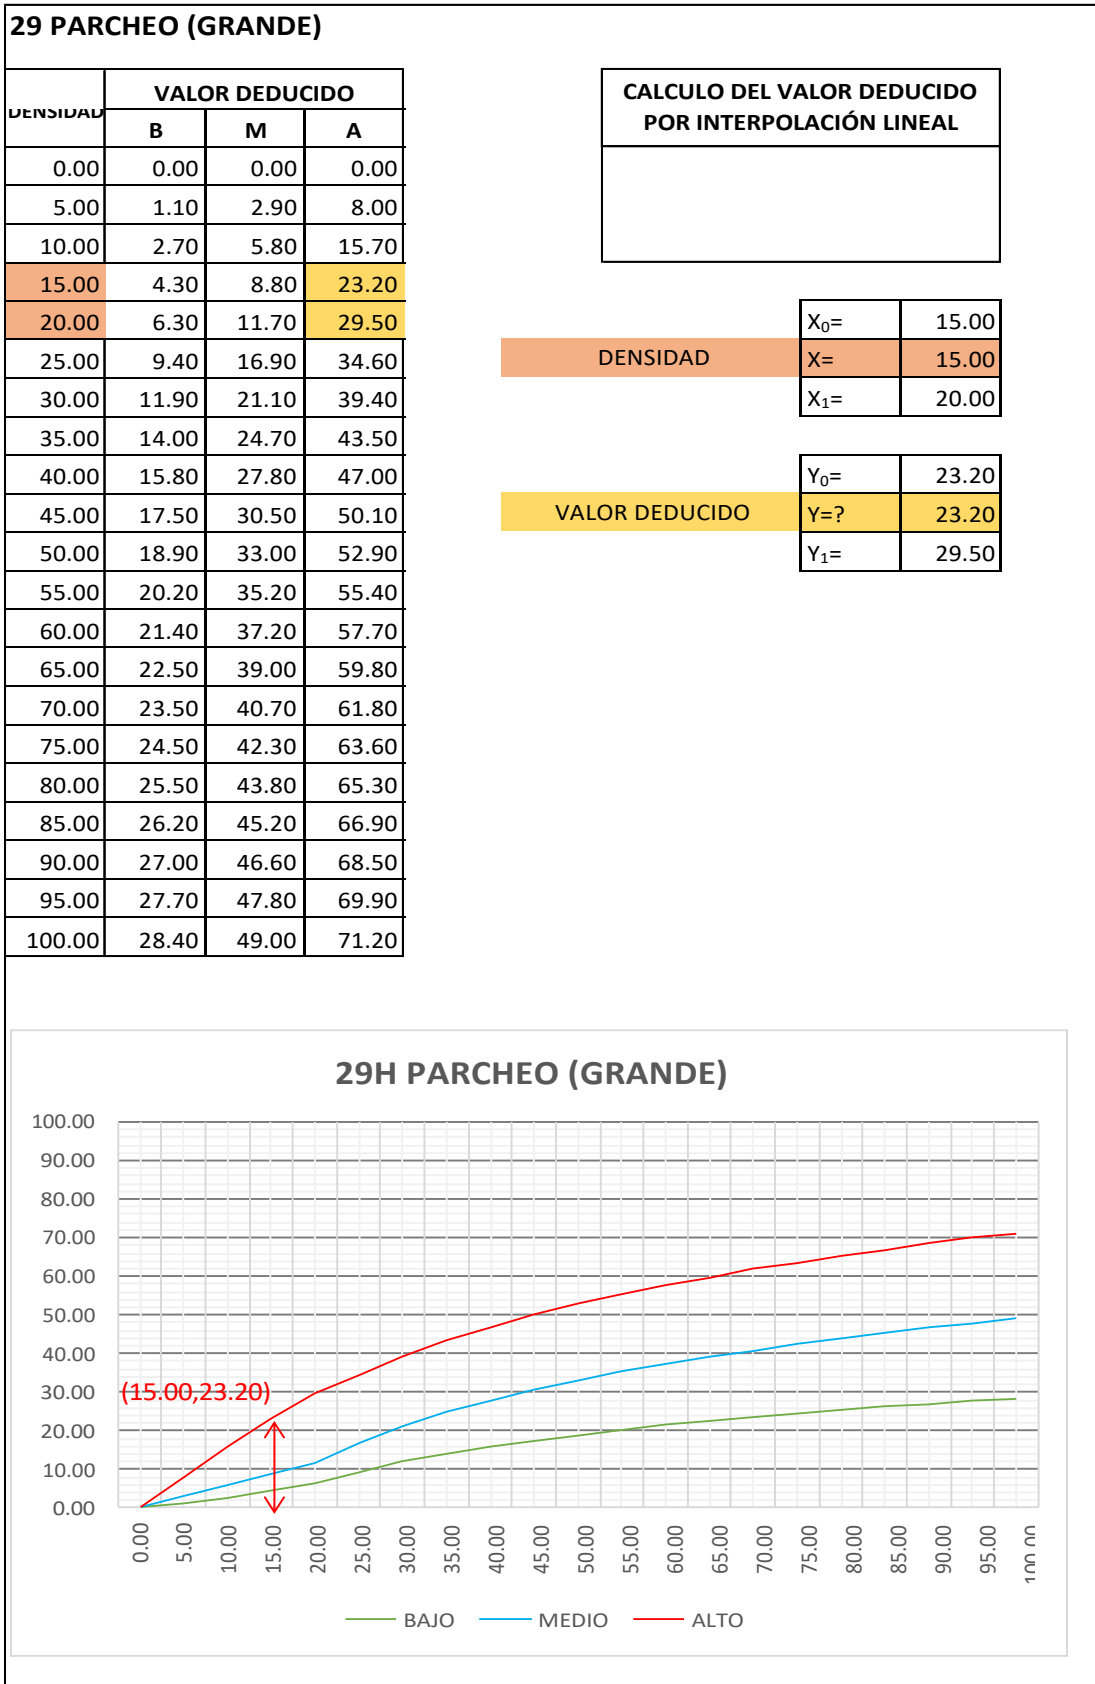 29 PARCHEO (GRANDE)
DENSIDAD VALOR DEDUCIDO
B M A
0.00 0.00 0.00 0.00
5.00 1.10 2.90 8.00
10.00 2.70 5.80 15.70
15.00 4.30 8.80 23.20
20.00 6.30 11.70 29.50
25.00 9.40 16.90 34.60
30.00 11.90 21.10 39.40
35.00 14.00 24.70 43.50
40.00 15.80 27.80 47.00
45.00 17.50 30.50 50.10
50.00 18.90 33.00 52.90
55.00 20.20 35.20 55.40
60.00 21.40 37.20 57.70
65.00 22.50 39.00 59.80
70.00 23.50 40.70 61.80
75.00 24.50 42.30 63.60
80.00 25.50 43.80 65.30
85.00 26.20 45.20 66.90
90.00 27.00 46.60 68.50
95.00 27.70 47.80 69.90
100.00 28.40 49.00 71.20
CALCULO DEL VALOR DEDUCIDO
POR INTERPOLACIÓN LINEAL
X₀= 15.00
DENSIDAD X= 15.00
X₁= 20.00
Y₀= 23.20
VALOR DEDUCIDO Y=? 23.20
Y₁= 29.50
29H PARCHEO (GRANDE)
100.00
90.00
80.00
70.00
60.00
50.00
40.00
30.00
20.00
10.00
0.00
(15.00,23.20)
0.00 5.00 10.00 15.00 20.00 25.00 30.00 35.00 40.00 45.00 50.00 55.00 60.00 65.00 70.00 75.00 80.00 85.00 90.00 95.00 100.00
BAJO MEDIO ALTO